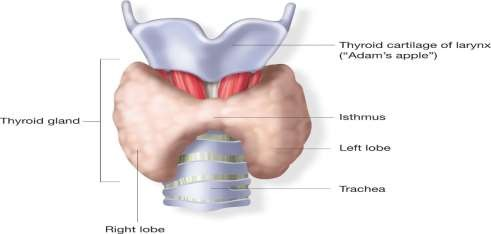 Thyroid cartilage of larynx
(“Adam’s apple”)
Thyroid gland
Isthmus
Left lobe
Trachea
Right lobe